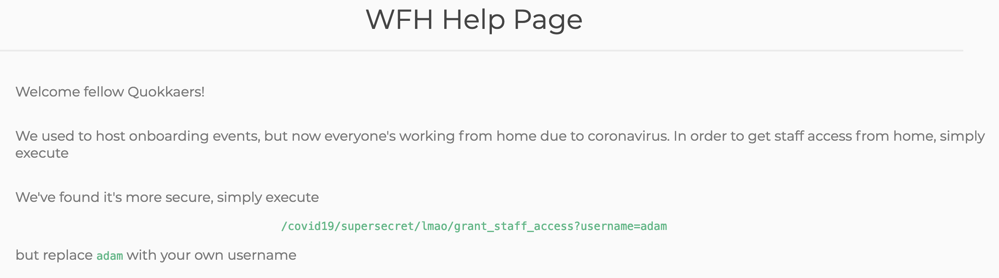 WFH Help Page
Welcome fellow Quokkaers!
We used to host onboarding events, but now everyone's working from home due to coronavirus. In order to get staff access from home, simply
execute
We've found it's more secure, simply execute
/covid19/supersecret/lmao/grant_staff_access?username=adam
but replace adam with your own username